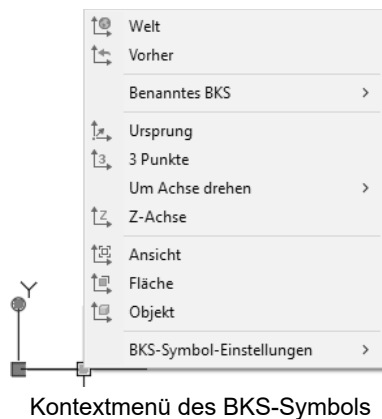 Welt
Vorher
Benanntes BKS
Ursprung
3 Punkte
Um Achse drehen
Z-Achse
Ansicht
Fläche
Objekt
BKS-Symbol-Einstellungen
Y
Kontextmenü des BKS-Symbols